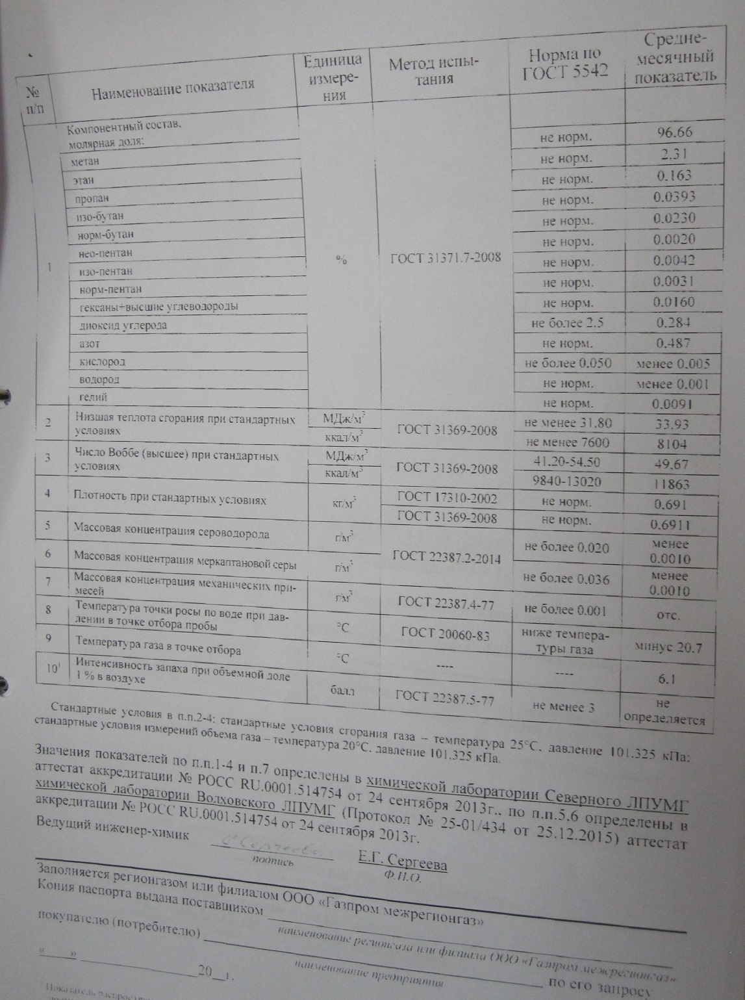 № п/п
Наименование показателя
Единица измере-
ния
Метод испы-
тания
Норма по
ГОСТ 5542
Средне-
месячный
показатель
1
Компонентный состав,
молярная доля:
%
ГОСТ 31371.7-2008
метан не норм. 96.66
этан не норм. 2.31
пропан не норм. 0.163
изо-бутан не норм. 0.0393
норм-бутан не норм. 0.0230
нео-пентан не норм. 0.0020
изо-пентан не норм. 0.0042
норм-пентан не норм. 0.0031
гексаны+высшие углеводороды не норм. 0.0160
диоксид углерода не более 2.5 0.284
азот не норм. 0.487
кислород не более 0.050 менее 0.005
водород не норм. менее 0.001
гелий не норм. 0.0091
2 Низшая теплота сгорания при стандартных
условиях
МДж/м³ ГОСТ 31369-2008 не менее 31.80 33.93
ккал/м³ не менее 7600 8104
3 Число Воббе (высшее) при стандартных
условиях
МДж/м³ ГОСТ 31369-2008 41.20-54.50 49.67
ккал/м³ 9840-13020 11863
4 Плотность при стандартных условиях кг/м³ ГОСТ 17310-2002 не норм. 0.691
ГОСТ 31369-2008 не норм. 0.6911
5 Массовая концентрация сероводорода г/м³ ГОСТ 22387.2-2014 не более 0.020 менее
0.0010
6 Массовая концентрация меркаптановой серы г/м³ не более 0.036 менее
0.0010
7 Массовая концентрация механических при-
месей г/м³ ГОСТ 22387.4-77 не более 0.001 отс.
8 Температура точки росы по воде при дав-
лении в точке отбора пробы °С ГОСТ 20060-83 ниже темпера-
туры газа минус 20.7
9 Температура газа в точке отбора °С ---- ---- 6.1
10¹ Интенсивность запаха при объемной доле
1 % в воздухе балл ГОСТ 22387.5-77 не менее 3 не
определяется
Стандартные условия в п.п.2-4: стандартные условия сгорания газа – температура 25°С. давление 101.325 кПа;
стандартные условия измерений объема газа – температура 20°С. давление 101.325 кПа.
Значения показателей по п.п.1-4 и п.7 определены в химической лаборатории Северного ЛПУМГ
аттестат аккредитации № РОСС RU.0001.514754 от 24 сентября 2013г., по п.п.5,6 определены в
химической лаборатории Волховского ЛПУМГ (Протокол № 25-01/434 от 25.12.2015) аттестат
аккредитации № РОСС RU.0001.514754 от 24 сентября 2013г.
Ведущий инженер-химик Е.Г. Сергеева
подпись Ф.И.О.
Заполняется регионгазом или филиалом ООО «Газпром межрегионгаз»
Копия паспорта выдана поставщиком
наименование регионгаза или филиала ООО «Газпром межрегионгаз»
покупателю (потребителю) по его запросу
наименование предприятия
« » 20__г.